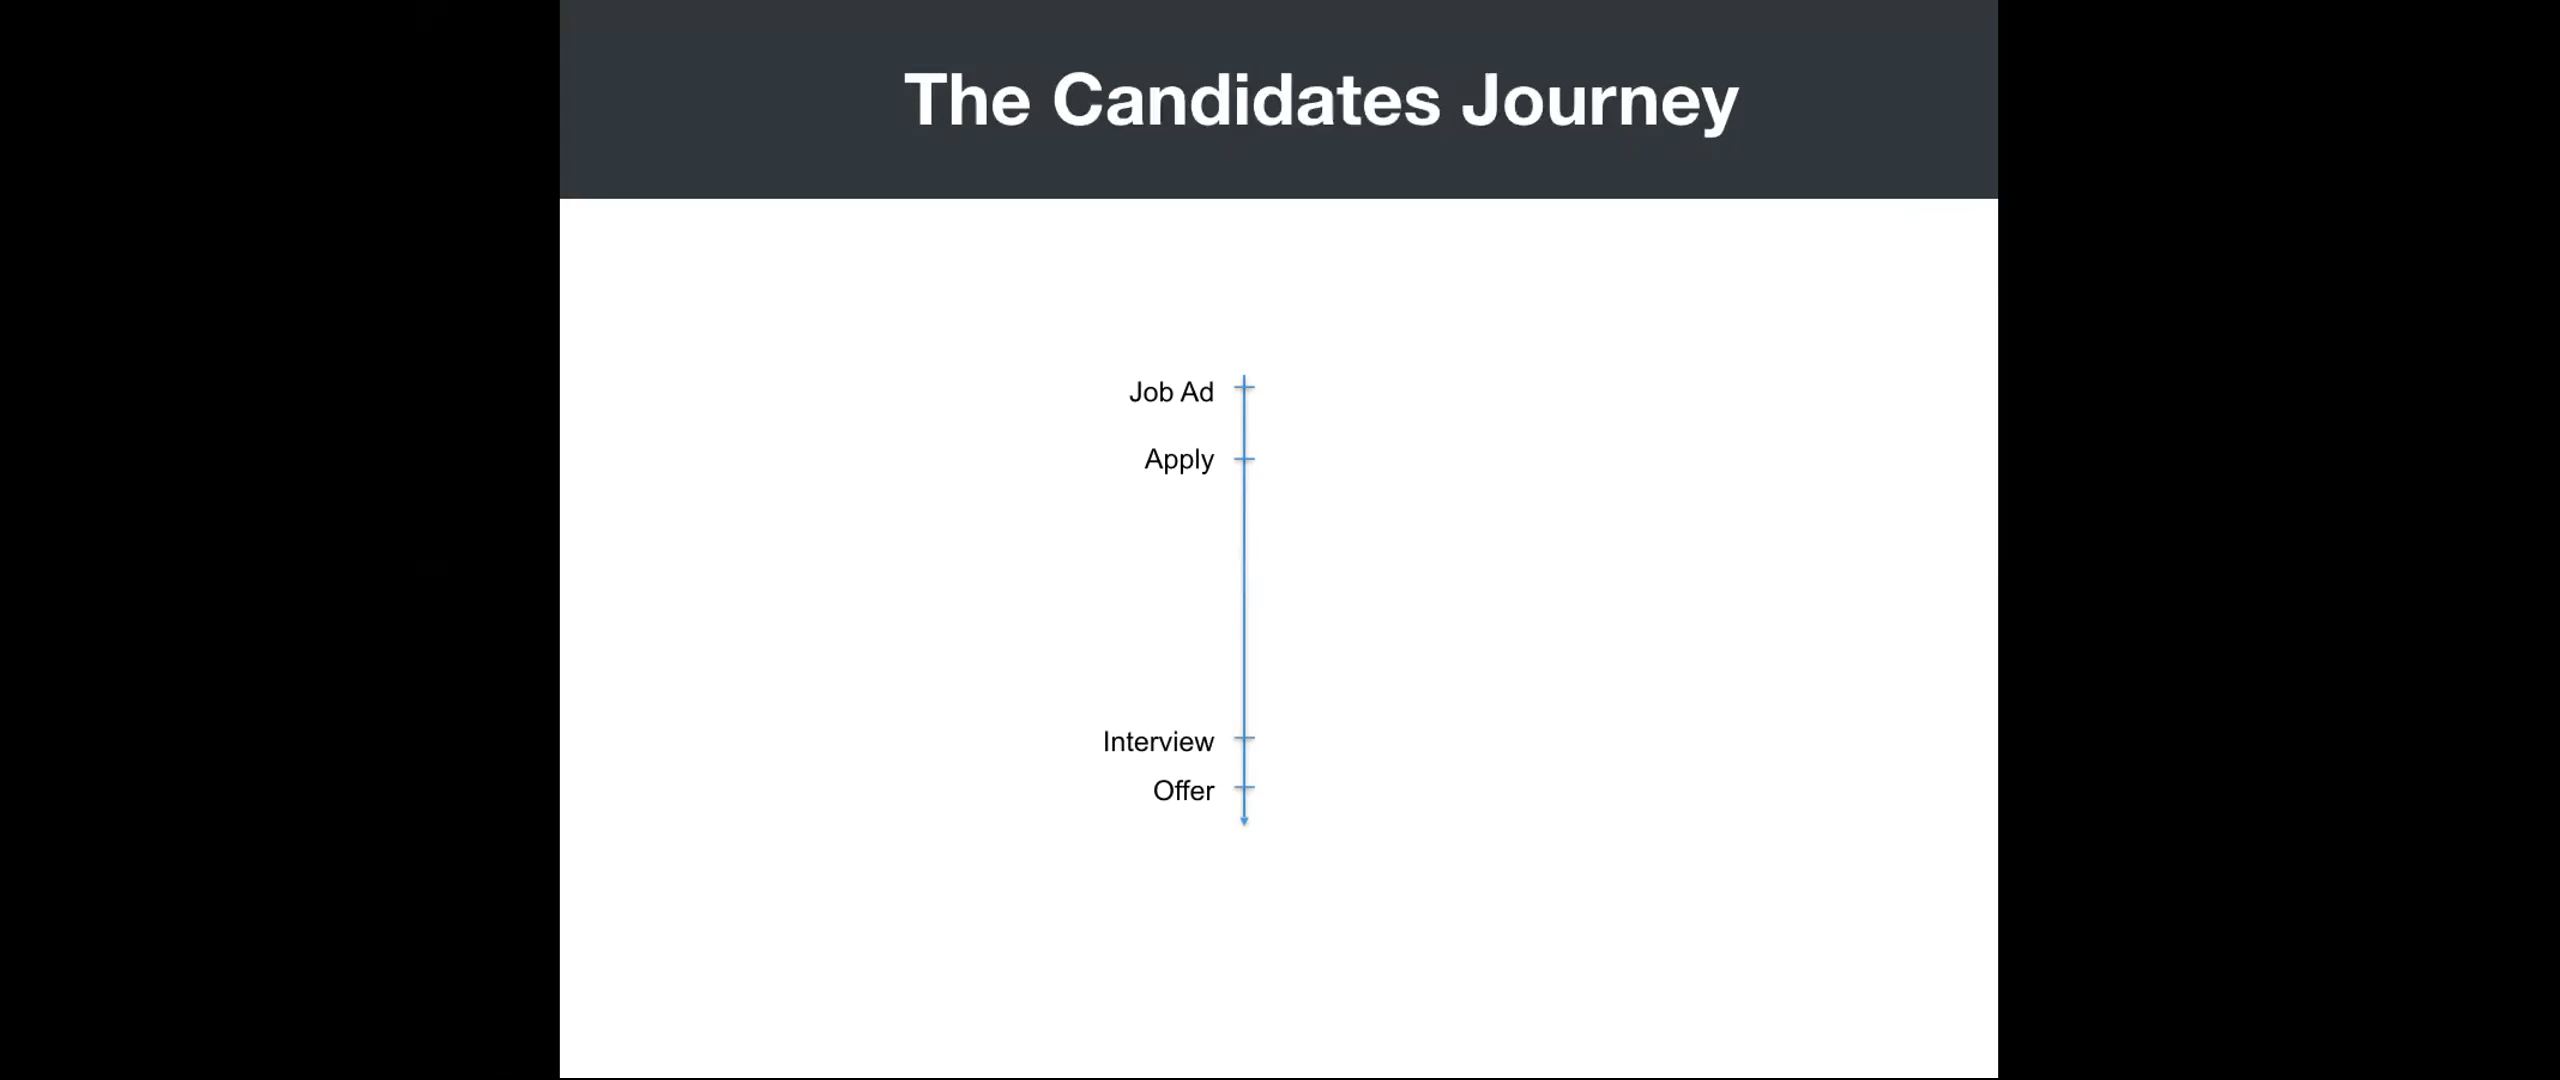 The Candidates Journey
Job Ad
Apply
Interview
Offer